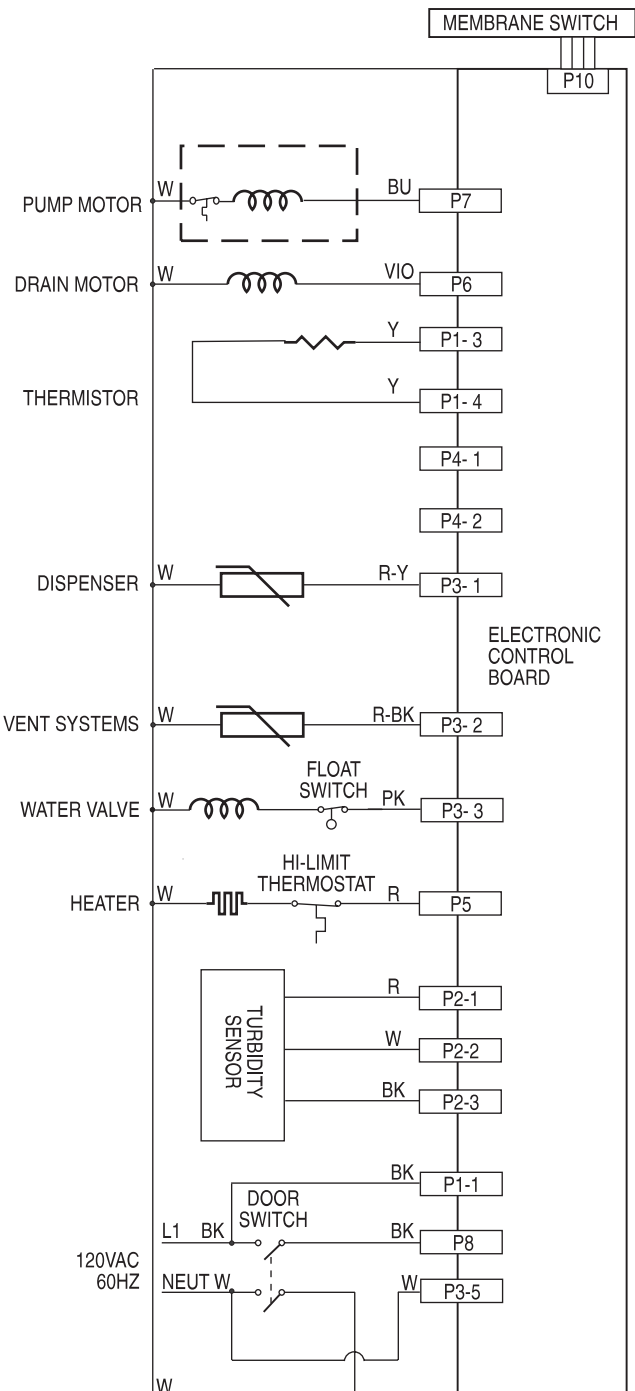 MEMBRANE SWITCH
P10
PUMP MOTOR
W
BU
P7
DRAIN MOTOR
W
VIO
P6
Y
P1- 3
THERMISTOR
Y
P1- 4
P4- 1
P4- 2
DISPENSER
W
R-Y
P3- 1
ELECTRONIC
CONTROL
BOARD
VENT SYSTEMS
W
R-BK
P3- 2
FLOAT
SWITCH
WATER VALVE
W
PK
P3- 3
HI-LIMIT
THERMOSTAT
HEATER
W
R
P5
TURBIDITY
SENSOR
R
P2-1
W
P2-2
BK
P2-3
BK
P1-1
DOOR
SWITCH
L1 BK
BK
P8
120VAC
60HZ
NEUT W
W
P3-5
W